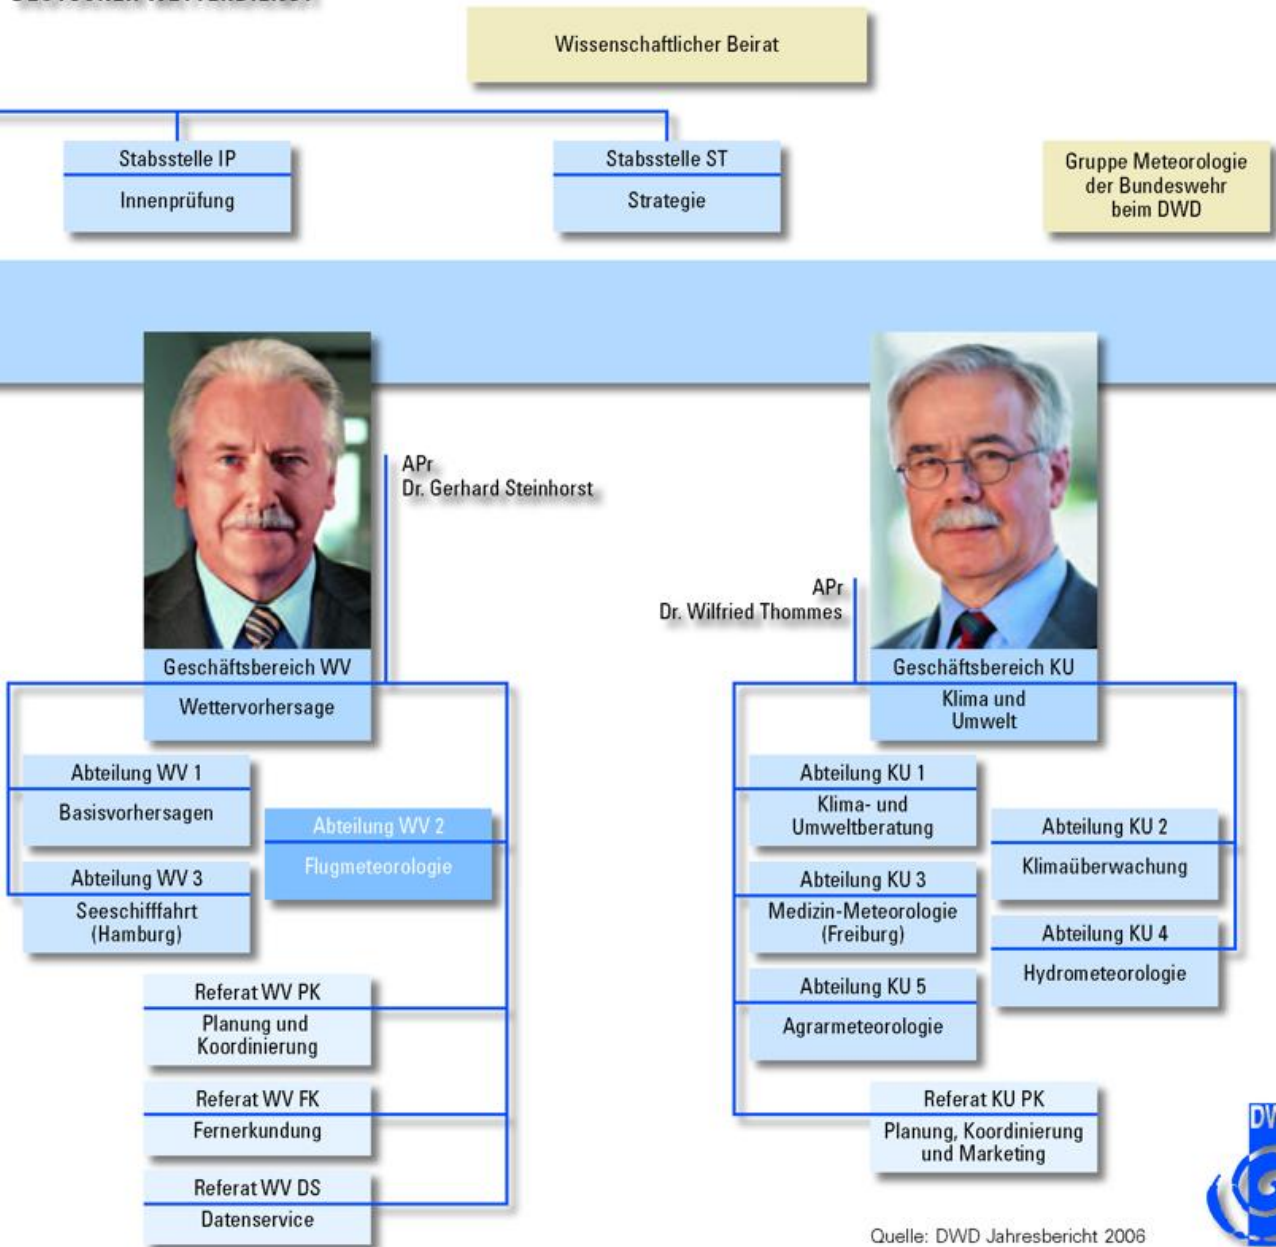 Wissenschaftlicher Beirat
Stabsstelle IP
Innenprüfung
Stabsstelle ST
Strategie
Gruppe Meteorologie
der Bundeswehr
beim DWD
APr
Dr. Gerhard Steinhorst
APr
Dr. Wilfried Thommes
Geschäftsbereich WV
Wettervorhersage
Abteilung WV 1
Basisvorhersagen
Abteilung WV 2
Flugmeteorologie
Abteilung WV 3
Seeschifffahrt
(Hamburg)
Referat WV PK
Planung und
Koordinierung
Referat WV FK
Fernerkundung
Referat WV DS
Datenservice
Geschäftsbereich KU
Klima und
Umwelt
Abteilung KU 1
Klima- und
Umweltberatung
Abteilung KU 2
Klimaüberwachung
Abteilung KU 3
Medizin-Meteorologie
(Freiburg)
Abteilung KU 4
Hydrometeorologie
Abteilung KU 5
Agrarmeteorologie
Referat KU PK
Planung, Koordinierung
und Marketing
Quelle: DWD Jahresbericht 2006